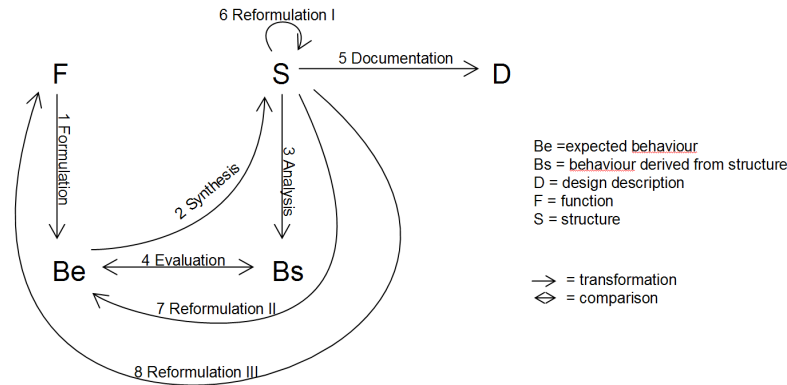 6 Reformulation I
5 Documentation
F
S
D
1 Formulation
2 Synthesis
3 Analysis
Be =expected behaviour
Bs = behaviour derived from structure
D = design description
F = function
S = structure
Be
4 Evaluation
Bs
= transformation
= comparison
7 Reformulation II
8 Reformulation III